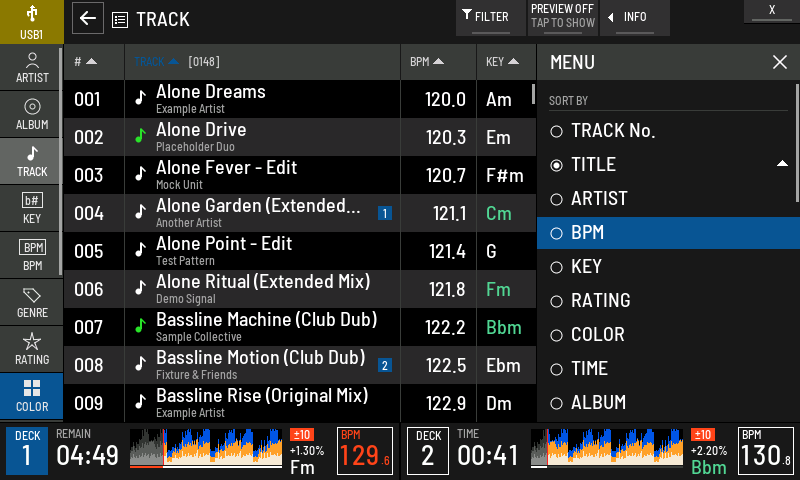 USB1
TRACK
FILTER
PREVIEW OFF
TAP TO SHOW
INFO
X
ARTIST
ALBUM
TRACK
b#
KEY
BPM
BPM
GENRE
RATING
COLOR
# TRACK [0148] BPM KEY
001 Alone Dreams 120.0 Am
Example Artist
002 Alone Drive 120.3 Em
Placeholder Duo
003 Alone Fever - Edit 120.7 F#m
Mock Unit
004 Alone Garden (Extended... 1 121.1 Cm
Another Artist
005 Alone Point - Edit 121.4 G
Test Pattern
006 Alone Ritual (Extended Mix) 121.8 Fm
Demo Signal
007 Bassline Machine (Club Dub) 122.2 Bbm
Sample Collective
008 Bassline Motion (Club Dub) 2 122.5 Ebm
Fixture & Friends
009 Bassline Rise (Original Mix) 122.9 Dm
Example Artist
MENU
SORT BY
TRACK No.
TITLE
ARTIST
BPM
KEY
RATING
COLOR
TIME
ALBUM
DECK
1
REMAIN
04:49
±10
+1.30%
Fm
BPM
129.6
DECK
2
TIME
00:41
±10
+2.20%
Bbm
BPM
130.8